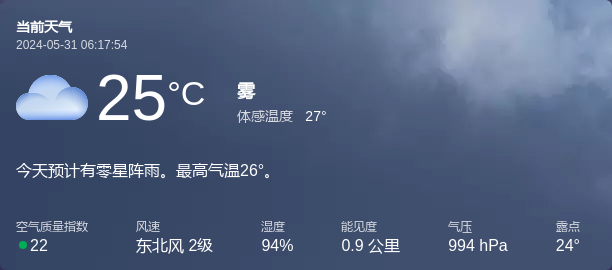 当前天气
2024-05-31 06:17:54
25°C
雾
体感温度 27°
今天预计有零星阵雨。最高气温26°。
空气质量指数 风速 湿度 能见度 气压 露点
22 东北风 2级 94% 0.9 公里 994 hPa 24°